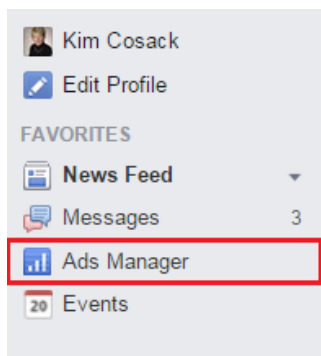 Kim Cosack
Edit Profile
FAVORITES
News Feed
Messages 3
Ads Manager
20 Events